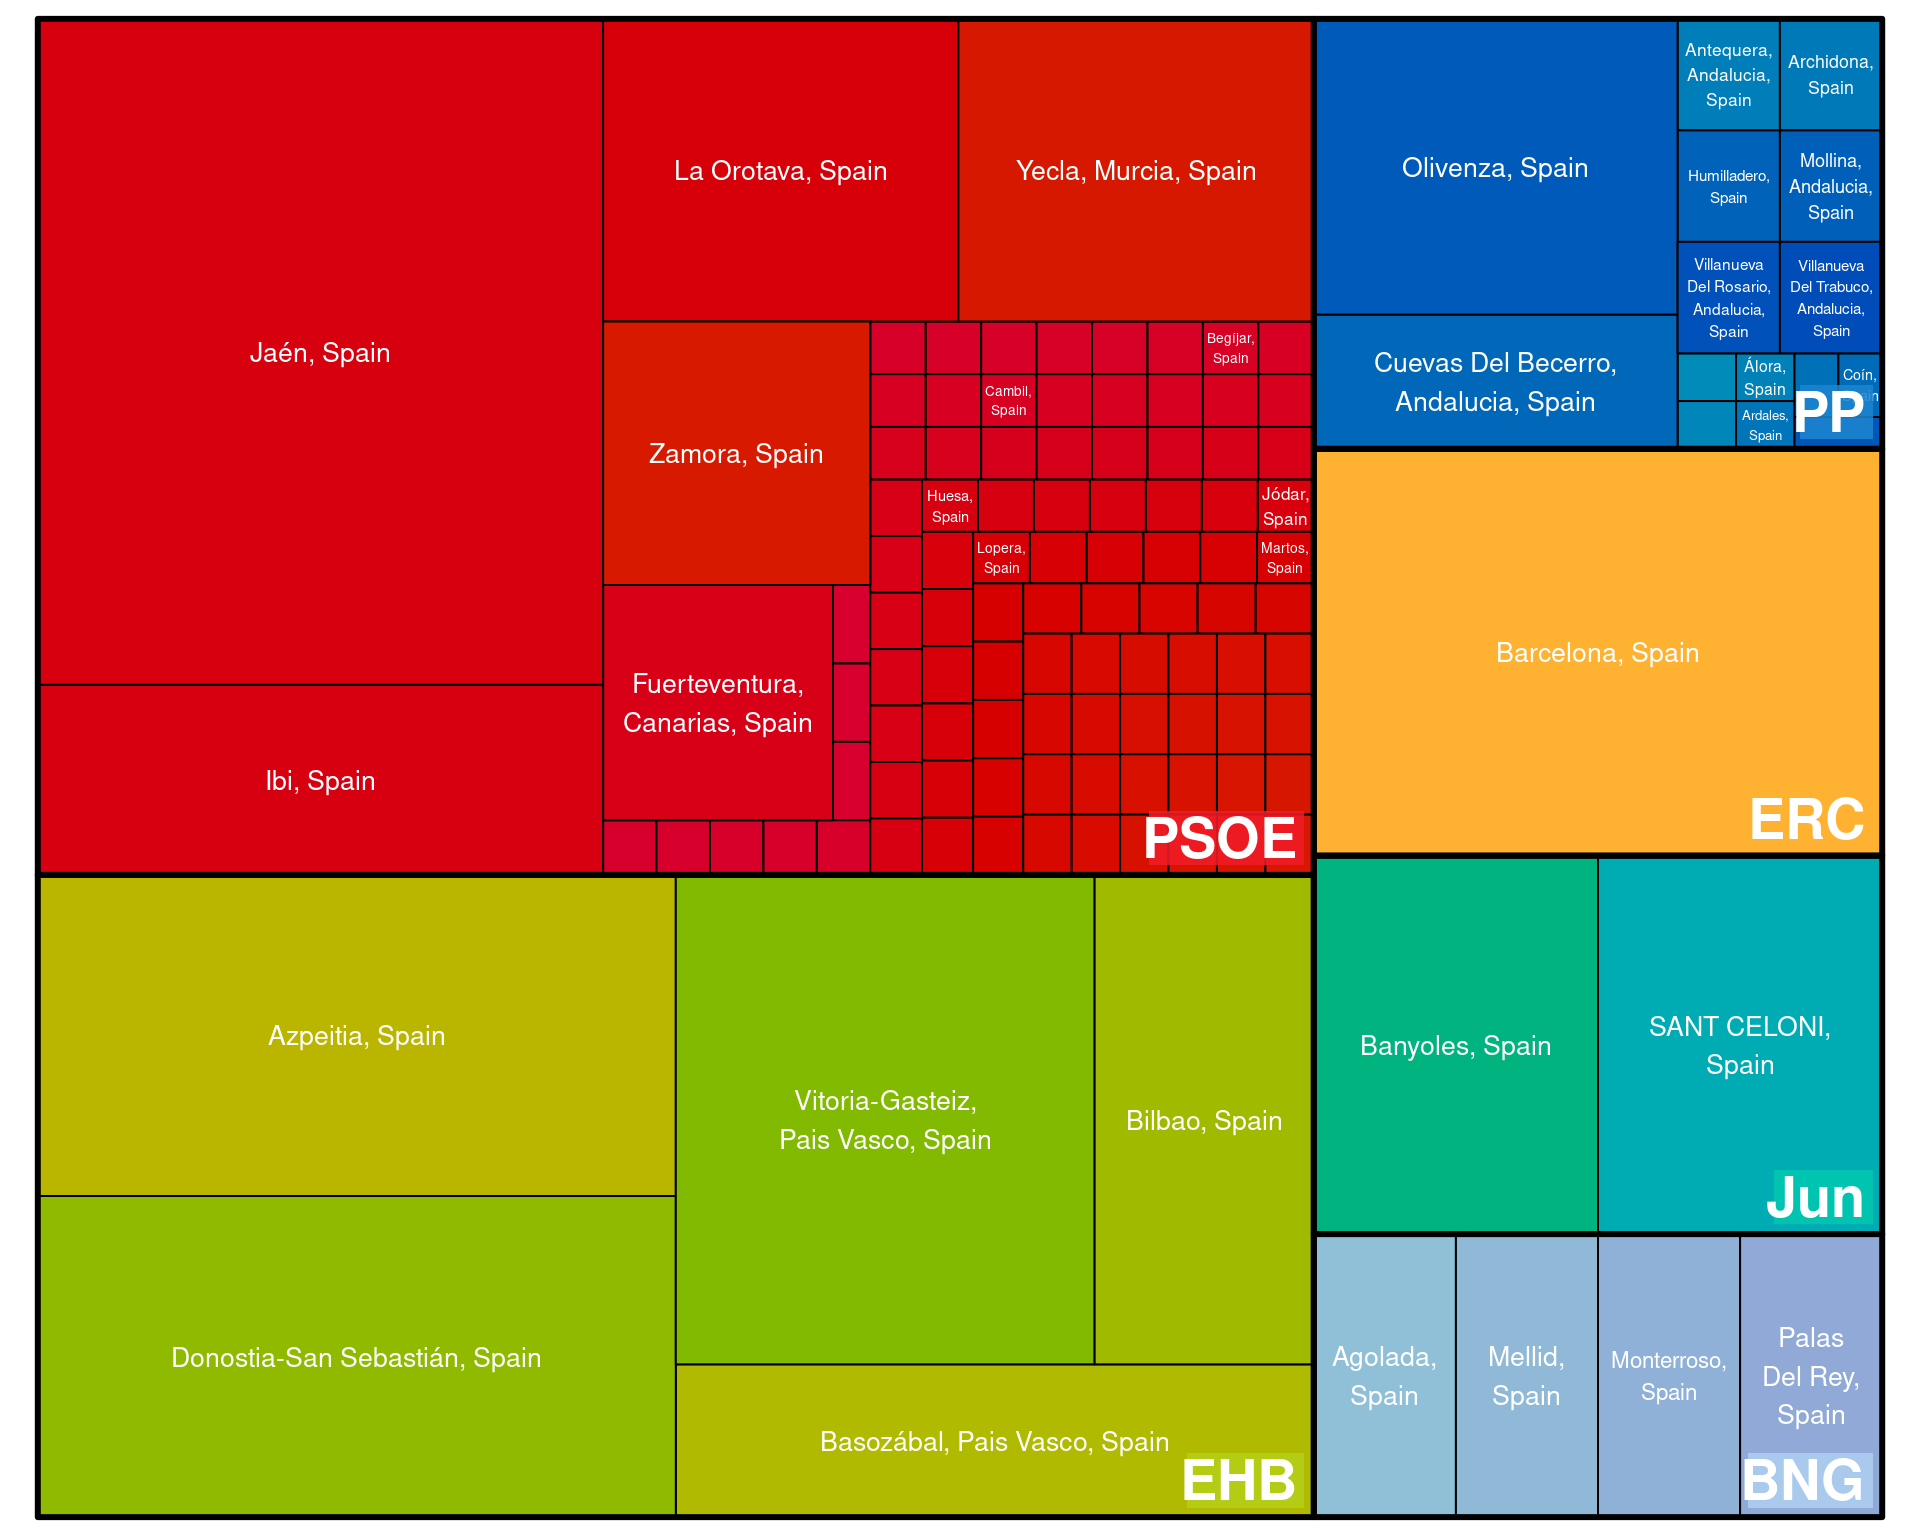 Jaén, Spain
Ibi, Spain
La Orotava, Spain
Yecla, Murcia, Spain
Zamora, Spain
Fuerteventura,
Canarias, Spain
Begíjar,
Spain
Cambil,
Spain
Huesa,
Spain
Jódar,
Spain
Lopera,
Spain
Martos,
Spain
PSOE
Olivenza, Spain
Cuevas Del Becerro,
Andalucia, Spain
Antequera,
Andalucia,
Spain
Archidona,
Spain
Humilladero,
Spain
Mollina,
Andalucia,
Spain
Villanueva
Del Rosario,
Andalucia,
Spain
Villanueva
Del Trabuco,
Andalucia,
Spain
Álora,
Spain
Ardales,
Spain
Coín,
PP
Barcelona, Spain
ERC
Azpeitia, Spain
Donostia-San Sebastián, Spain
Vitoria-Gasteiz,
Pais Vasco, Spain
Bilbao, Spain
Basozábal, Pais Vasco, Spain
EHB
Banyoles, Spain
SANT CELONI,
Spain
Jun
Agolada,
Spain
Mellid,
Spain
Monterroso,
Spain
Palas
Del Rey,
Spain
BNG